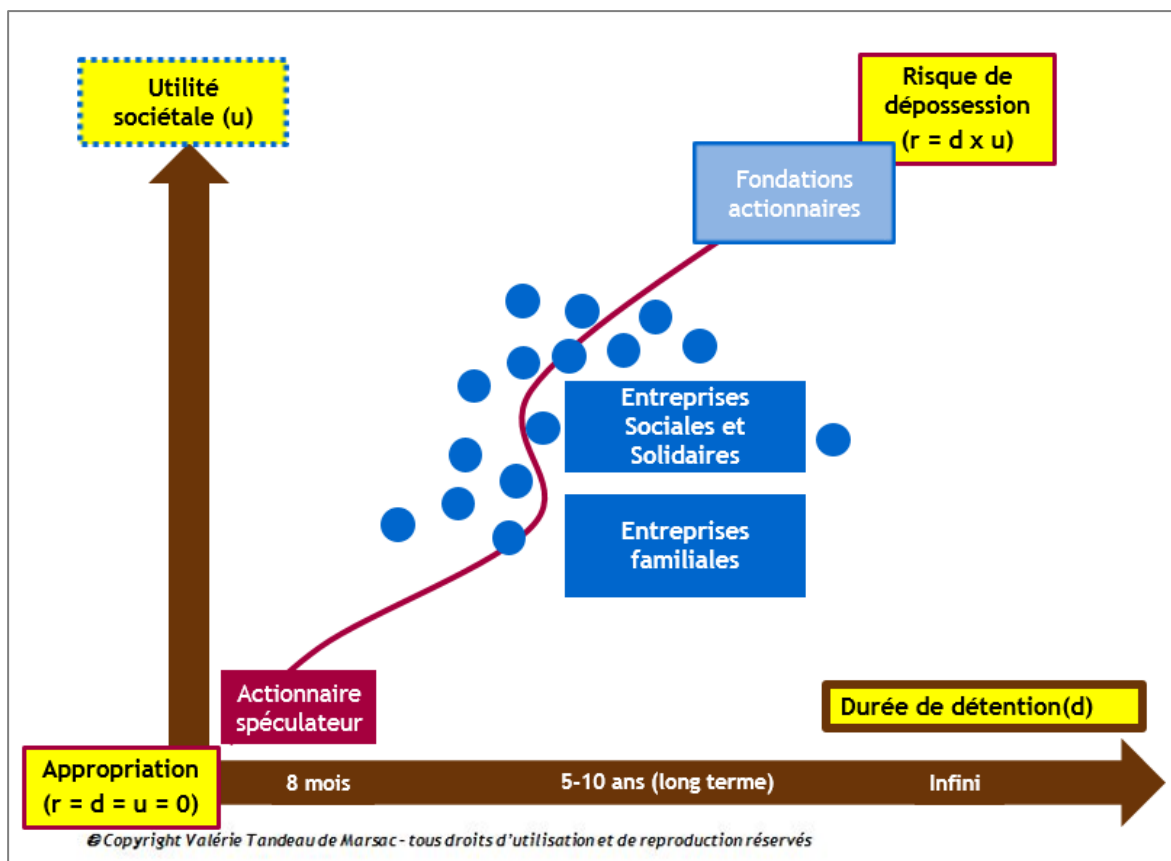 Utilité
sociétale (u)
Risque de
dépossession
(r = d x u)
Fondations
actionnaires
Entreprises
Sociales et
Solidaires
Entreprises
familiales
Actionnaire
spéculateur
Durée de détention(d)
Appropriation
(r = d = u = 0)
8 mois
5-10 ans (long terme)
Infini
© Copyright Valérie Tandeau de Marsac - tous droits d'utilisation et de reproduction réservés